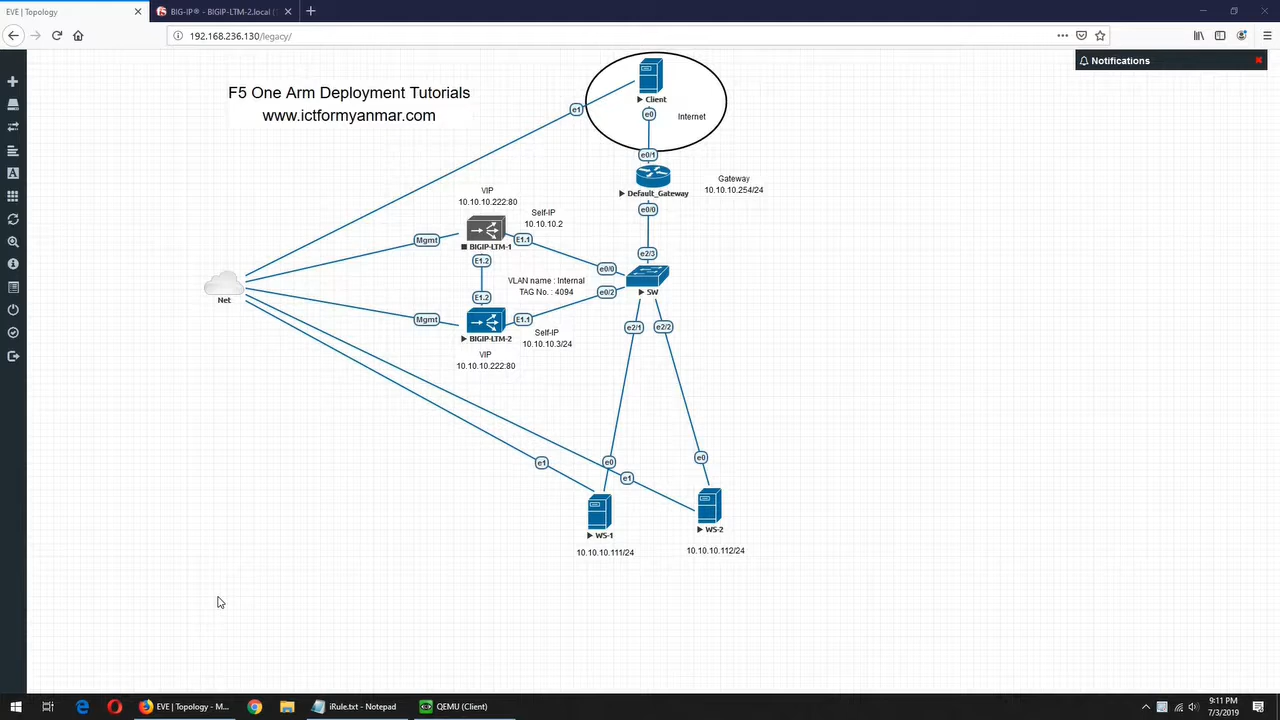 EVE | Topology
BIG-IP® - BIGIP-LTM-2.local (
192.168.236.130/legacy/
Notifications
F5 One Arm Deployment Tutorials
www.ictformyanmar.com
Client
e1
e0
Internet
e0/1
Default_Gateway
Gateway
10.10.10.254/24
e0/0
VIP
10.10.10.222:80
Self-IP
10.10.10.2
Mgmt
E1.1
BIGIP-LTM-1
E1.2
e2/3
e0/0
VLAN name : Internal
TAG No. : 4094
SW
e0/2
Net
E1.2
Mgmt
E1.1
BIGIP-LTM-2
Self-IP
10.10.10.3/24
VIP
10.10.10.222:80
e2/1
e2/2
e1
e0
e1
e0
WS-1
10.10.10.111/24
WS-2
10.10.10.112/24
EVE | Topology - M...
iRule.txt - Notepad
QEMU (Client)
9:11 PM
7/3/2019